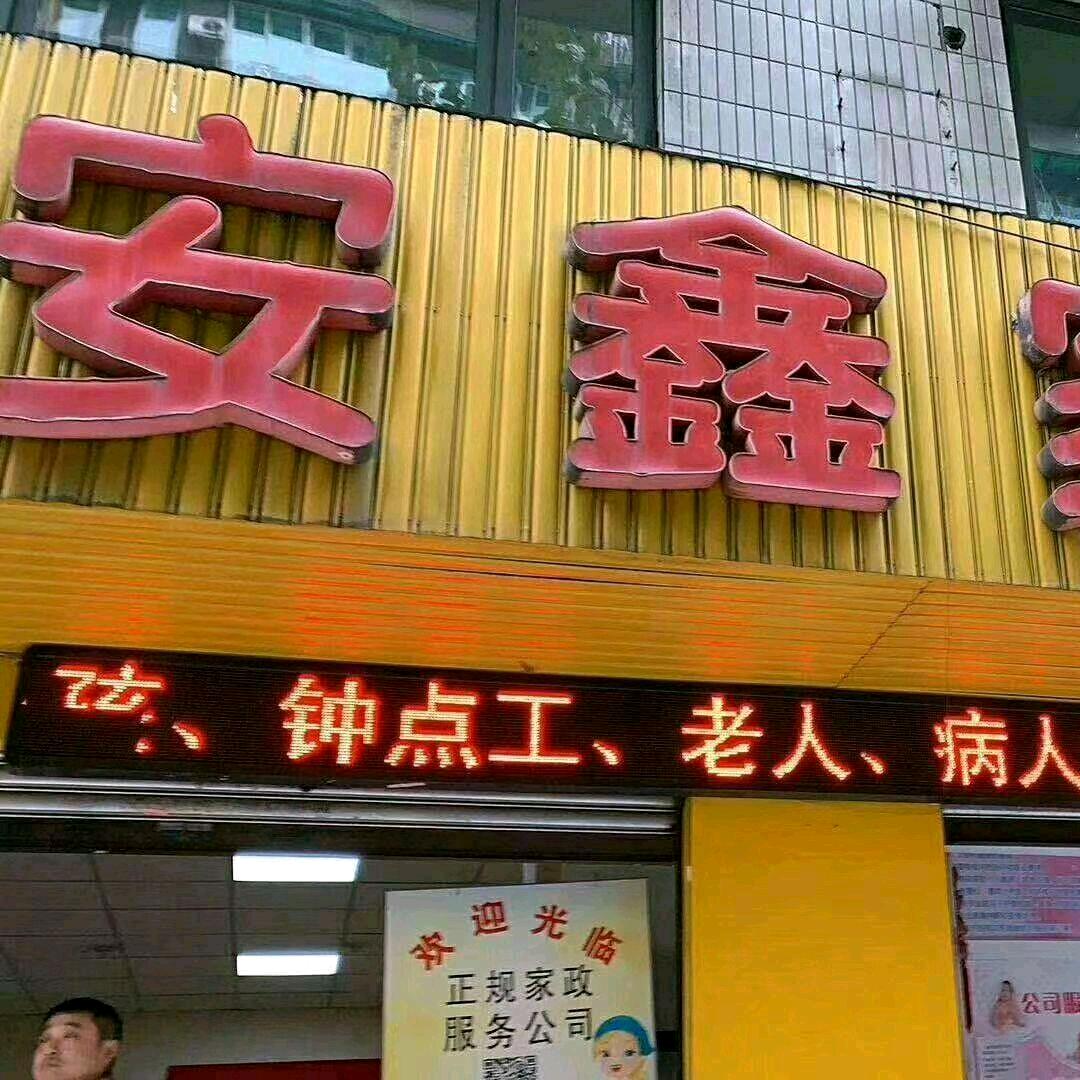 安鑫
、钟点工、老人、病人
欢迎光临
正规家政
服务公司
公司服